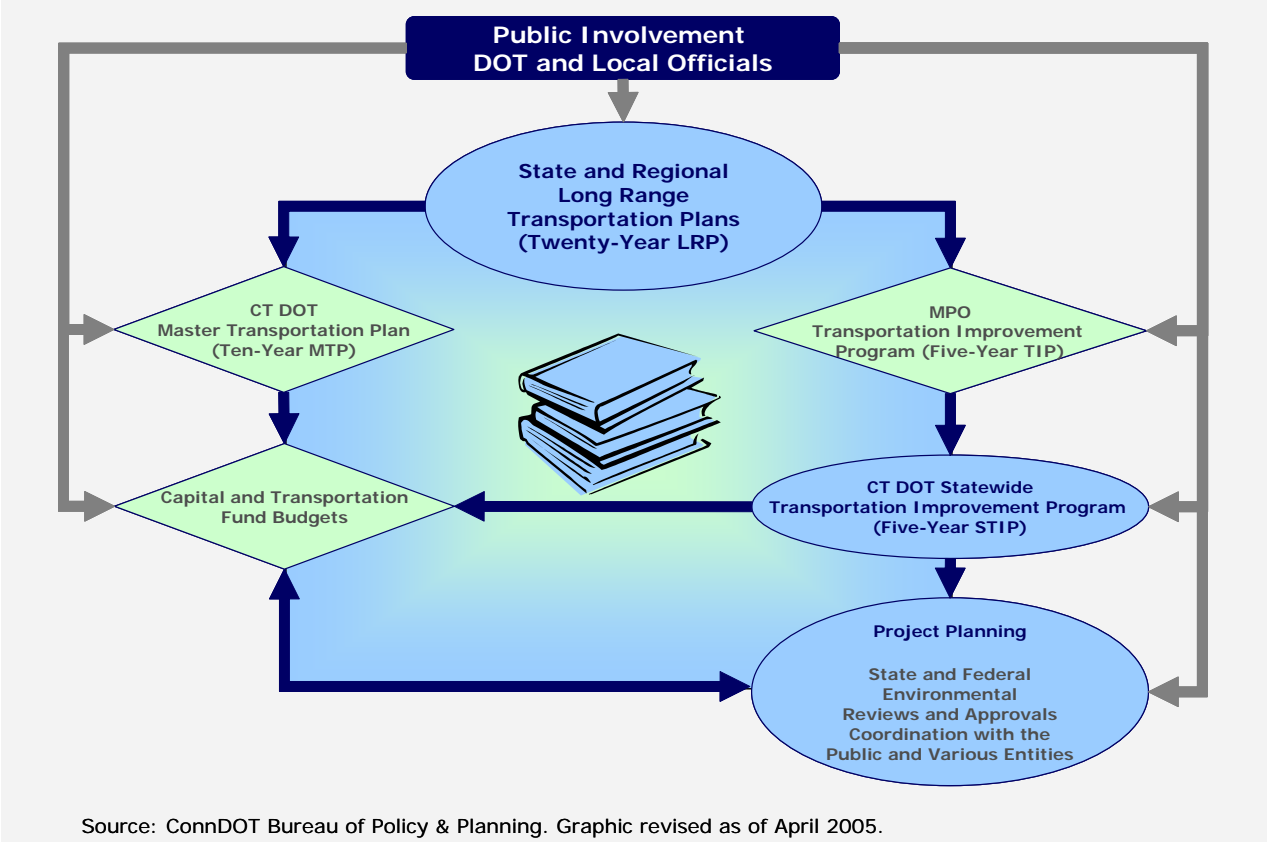 Public Involvement
DOT and Local Officials
State and Regional
Long Range
Transportation Plans
(Twenty-Year LRP)
CT DOT
Master Transportation Plan
(Ten-Year MTP)
MPO
Transportation Improvement
Program (Five-Year TIP)
Capital and Transportation
Fund Budgets
CT DOT Statewide
Transportation Improvement Program
(Five-Year STIP)
Project Planning
State and Federal
Environmental
Reviews and Approvals
Coordination with the
Public and Various Entities
Source: ConnDOT Bureau of Policy & Planning. Graphic revised as of April 2005.